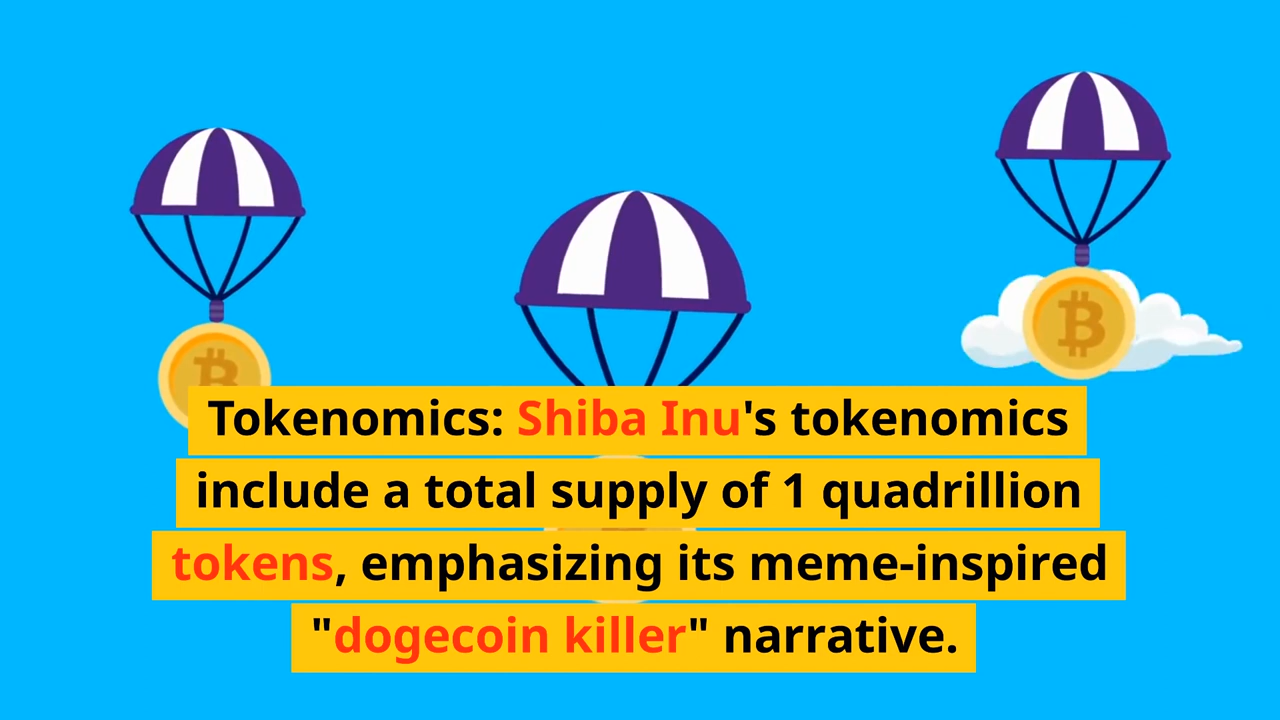 Tokenomics: Shiba Inu's tokenomics
include a total supply of 1 quadrillion
tokens, emphasizing its meme-inspired
"dogecoin killer" narrative.